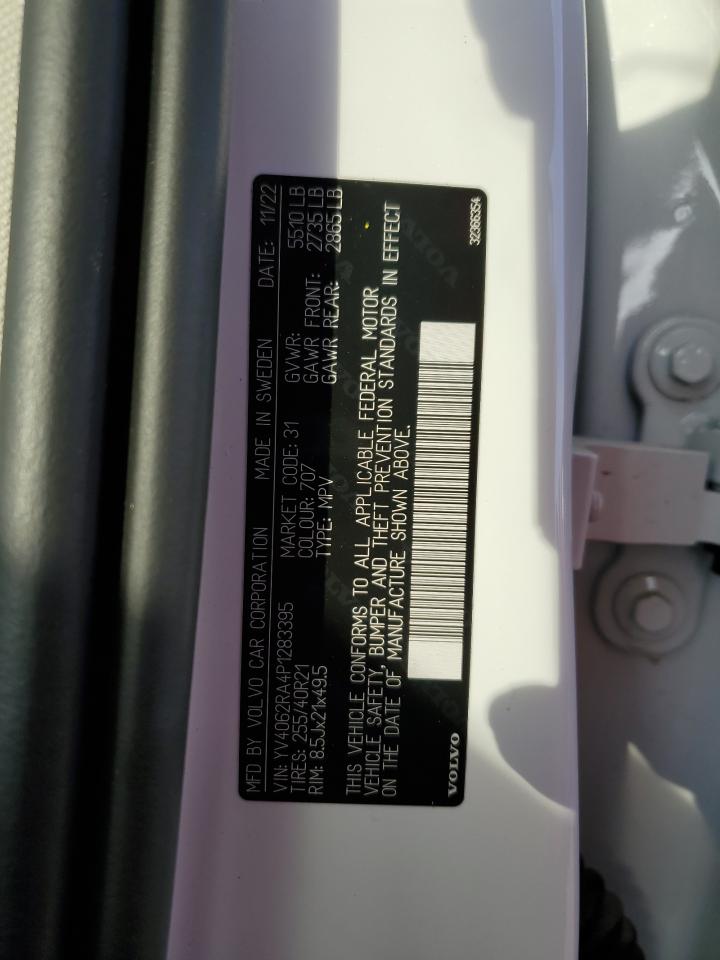 MFD BY VOLVO CAR CORPORATION MADE IN SWEDEN DATE: 11/22
VIN: YV4062RA4P1283395 MARKET CODE: 31 GVWR: 5510 LB
TIRES: 255/40R21 COLOUR: 707 GAWR FRONT: 2735 LB
RIM: 8.5Jx21x49.5 TYPE: MPV GAWR REAR: 2865 LB
THIS VEHICLE CONFORMS TO ALL APPLICABLE FEDERAL MOTOR
VEHICLE SAFETY, BUMPER AND THEFT PREVENTION STANDARDS IN EFFECT
ON THE DATE OF MANUFACTURE SHOWN ABOVE.
VOLVO 32366354